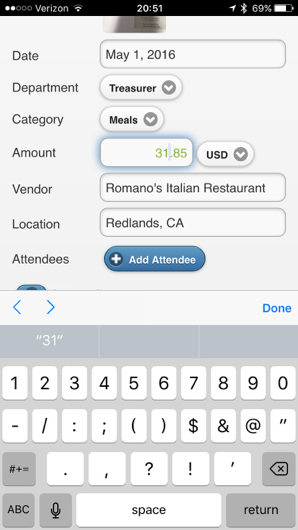 Verizon 20:51 69%
Date May 1, 2016
Department Treasurer
Category Meals
Amount 31.85 USD
Vendor Romano's Italian Restaurant
Location Redlands, CA
Attendees Add Attendee
Done
"31"
1 2 3 4 5 6 7 8 9 0
- / : ; ( ) $ & @ "
#+= . , ? ! '
ABC space return